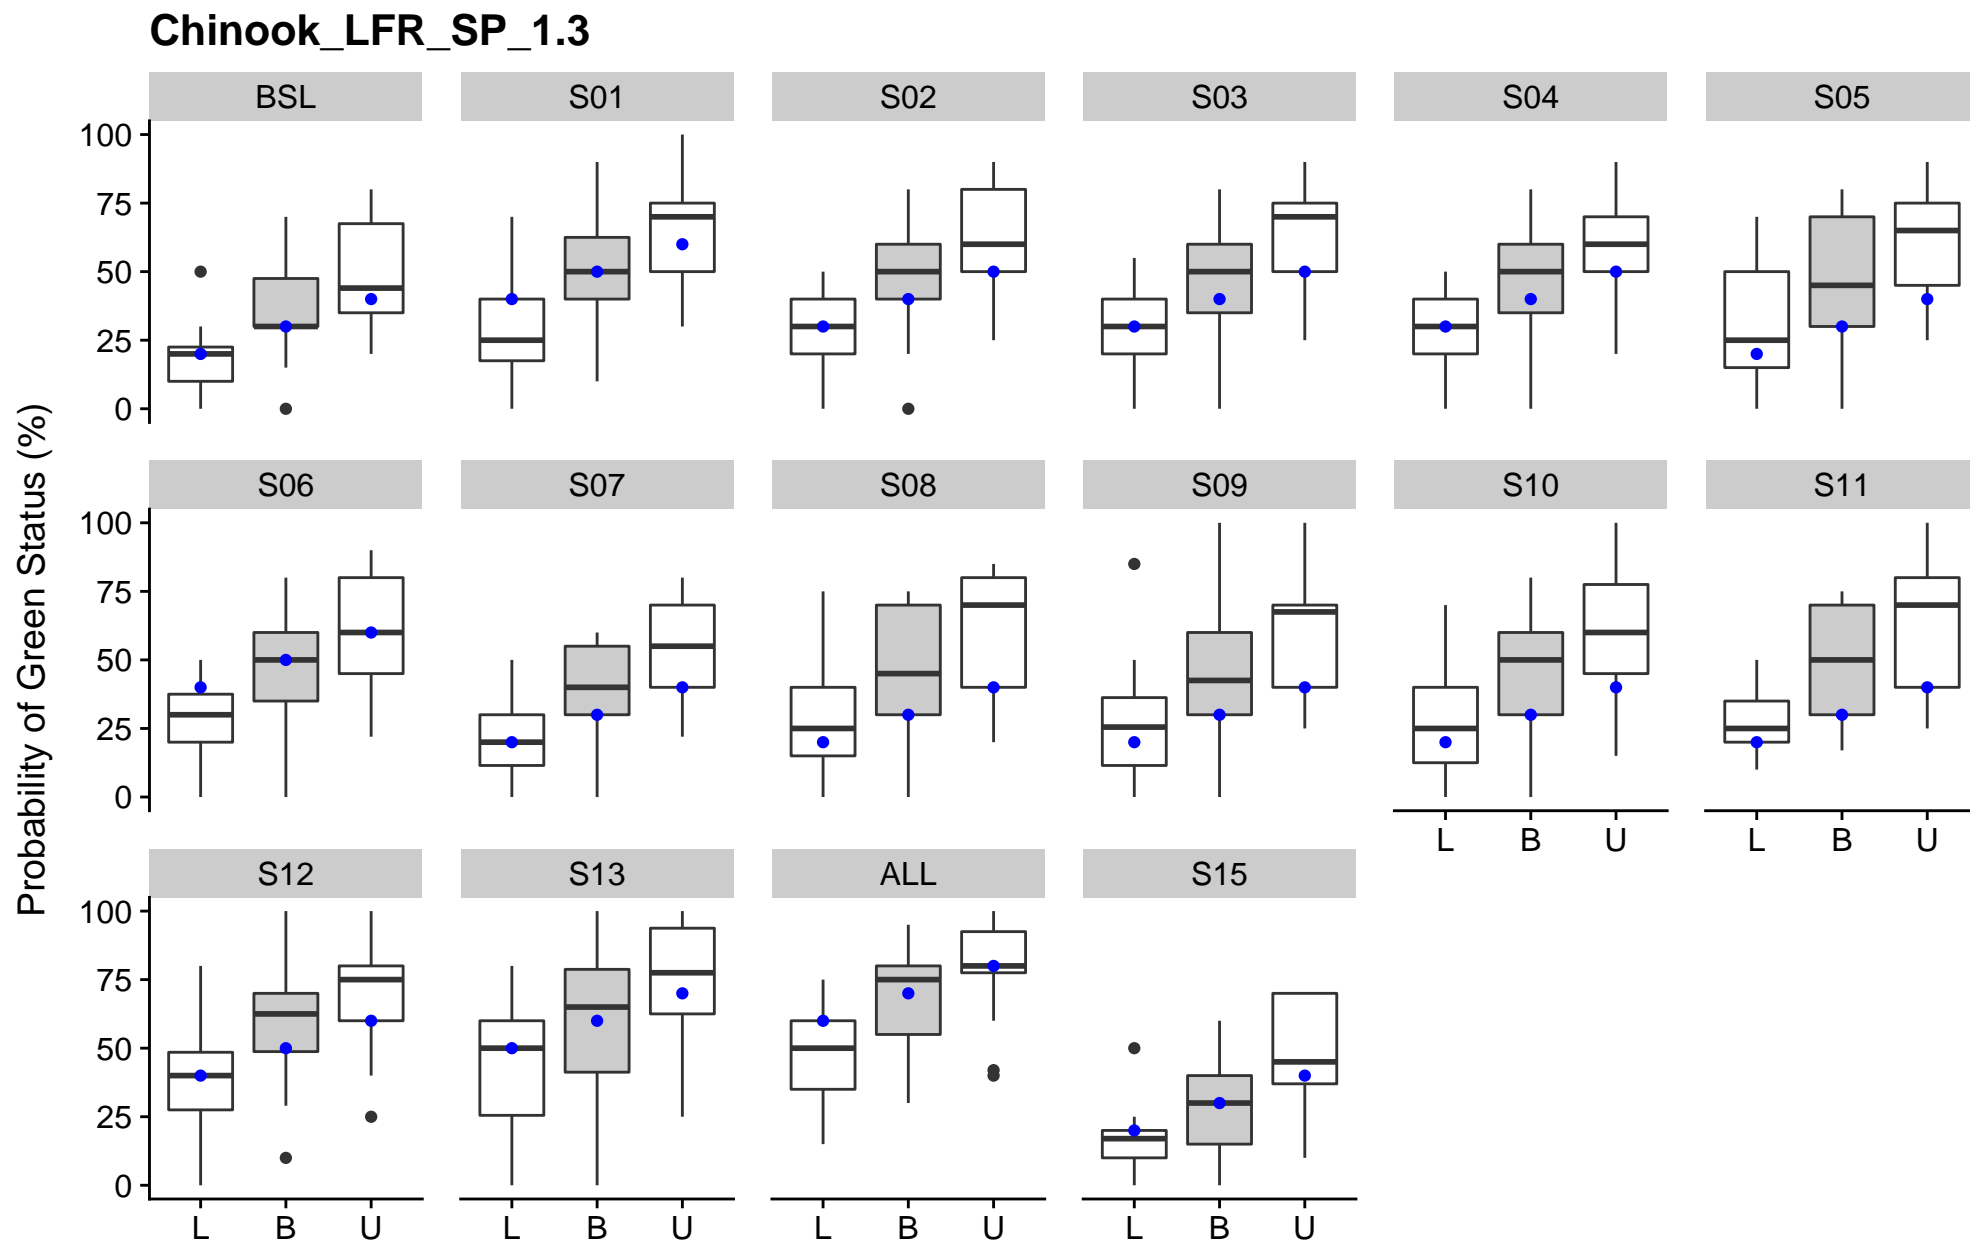 Chinook_LFR_SP_1.3
BSL S01 S02 S03 S04 S05
100
75
50
25
0
Probability of Green Status (%)
S06 S07 S08 S09 S10 S11
100
75
50
25
0
L B U L B U
S12 S13 ALL S15
100
75
50
25
0
L B U L B U L B U L B U